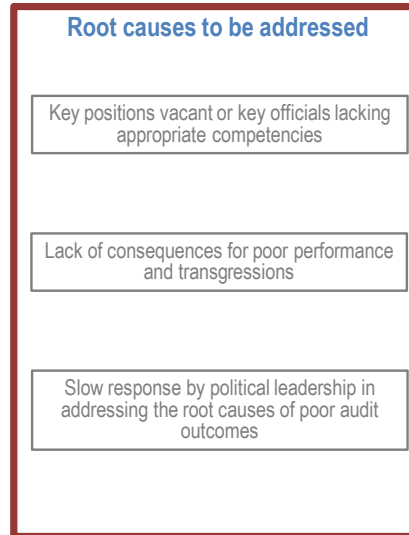 Root causes to be addressed
Key positions vacant or key officials lacking
appropriate competencies
Lack of consequences for poor performance
and transgressions
Slow response by political leadership in
addressing the root causes of poor audit
outcomes